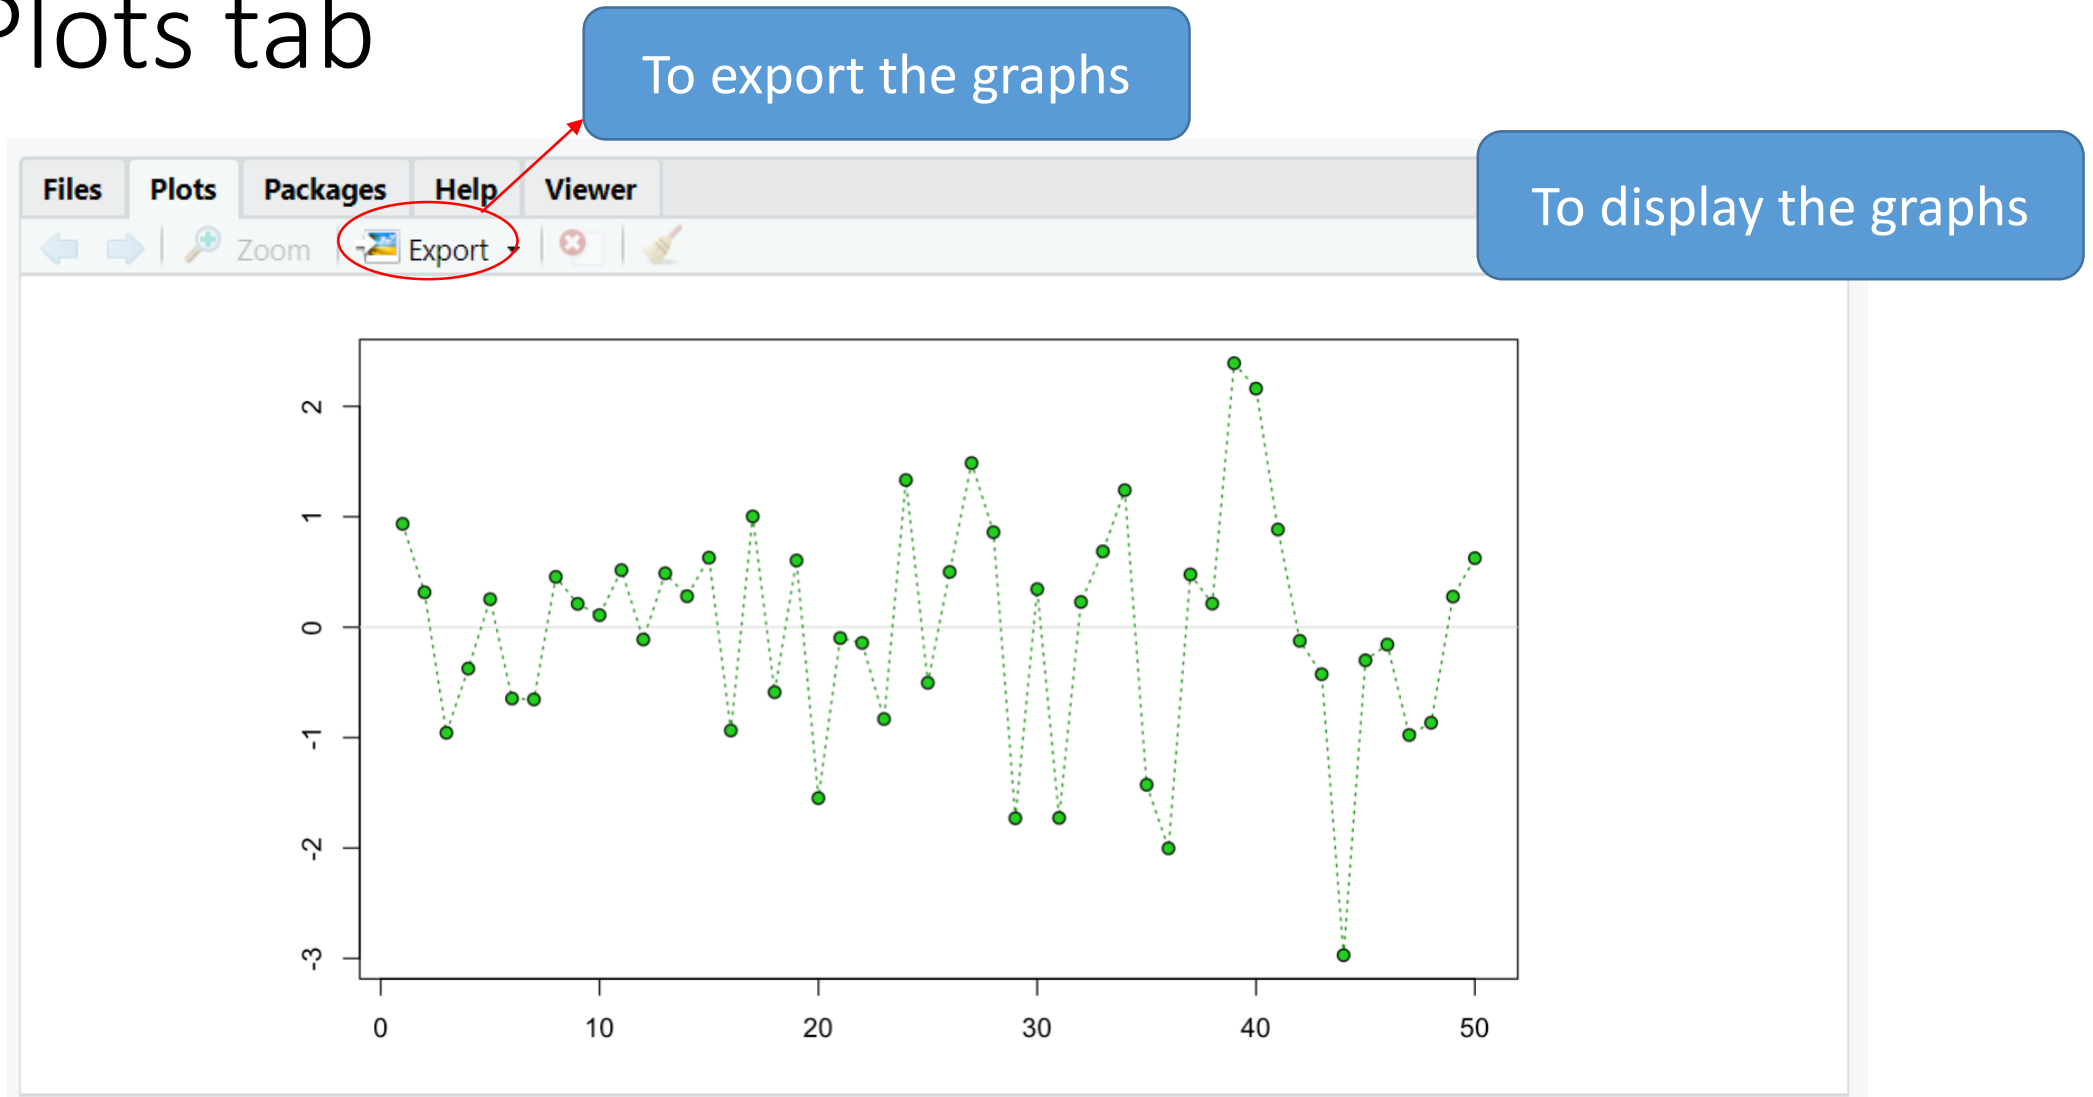 Plots tab
To export the graphs
To display the graphs
Files Plots Packages Help Viewer
Zoom Export
2
1
0
-1
-2
-3
0 10 20 30 40 50